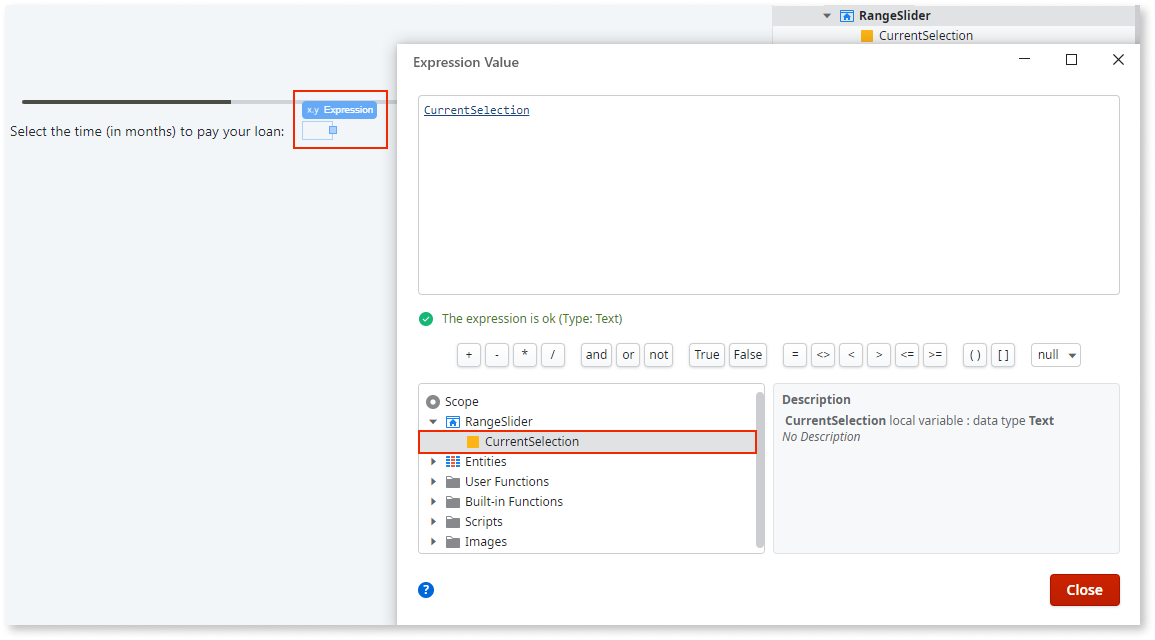 RangeSlider
CurrentSelection
Expression Value
x.y Expression
Select the time (in months) to pay your loan:
CurrentSelection
The expression is ok (Type: Text)
+ - * / and or not True False = <> < > <= >= ( ) [ ] null
Scope
RangeSlider
CurrentSelection
Entities
User Functions
Built-in Functions
Scripts
Images
Description
CurrentSelection local variable : data type Text
No Description
?
Close